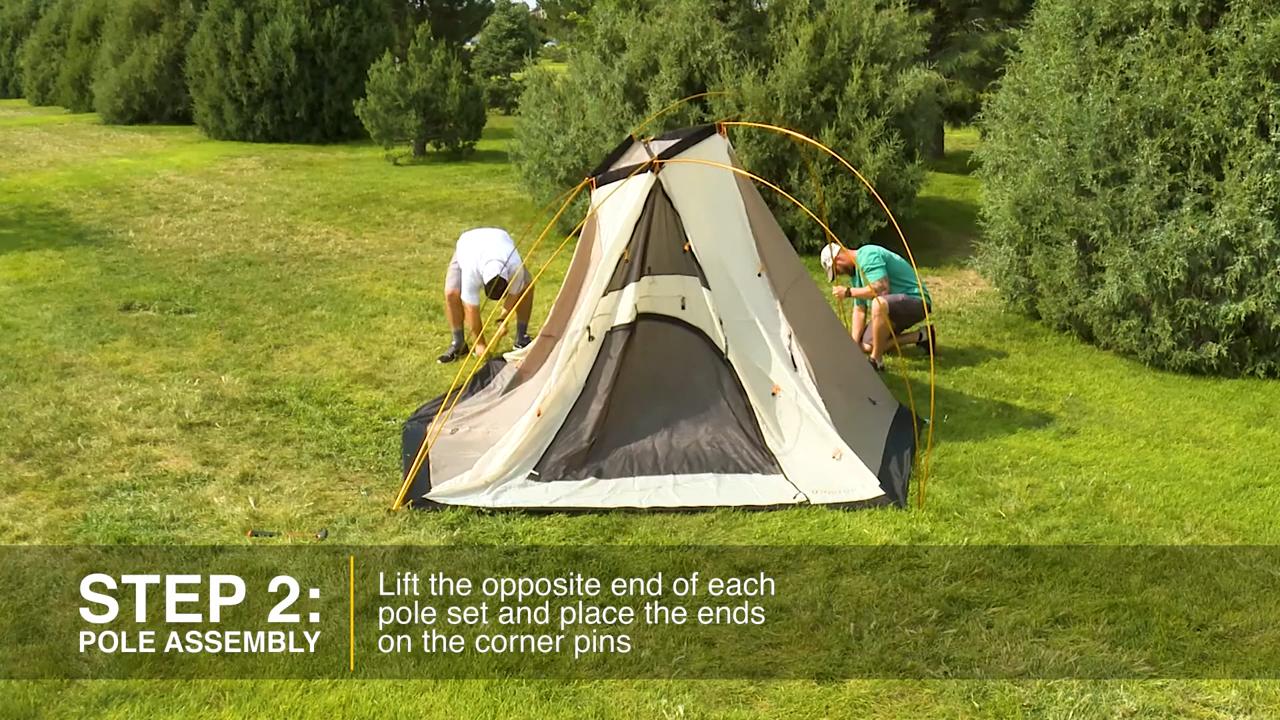 STEP 2:
POLE ASSEMBLY
Lift the opposite end of each
pole set and place the ends
on the corner pins